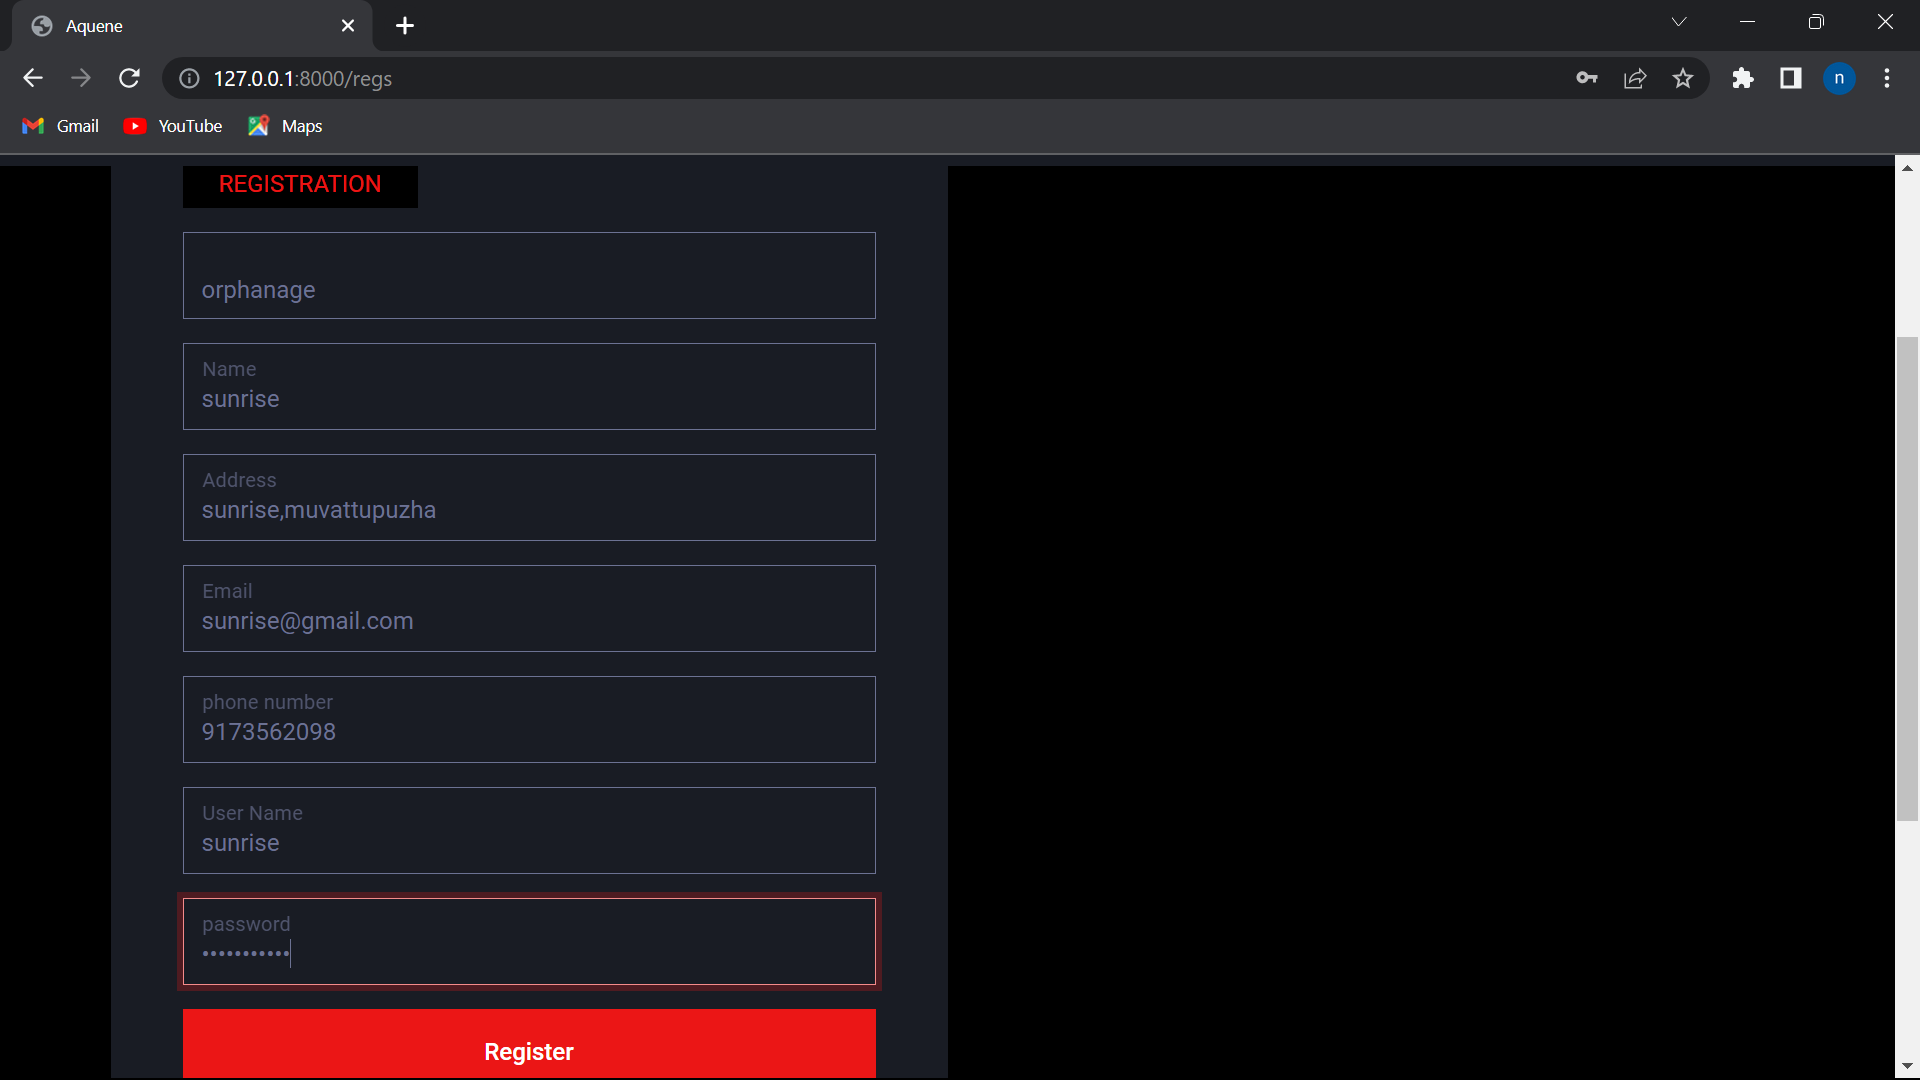 Aquene
127.0.0.1:8000/regs
n
Gmail YouTube Maps
REGISTRATION
orphanage
Name
sunrise
Address
sunrise,muvattupuzha
Email
sunrise@gmail.com
phone number
9173562098
User Name
sunrise
password
•••••••••••
Register